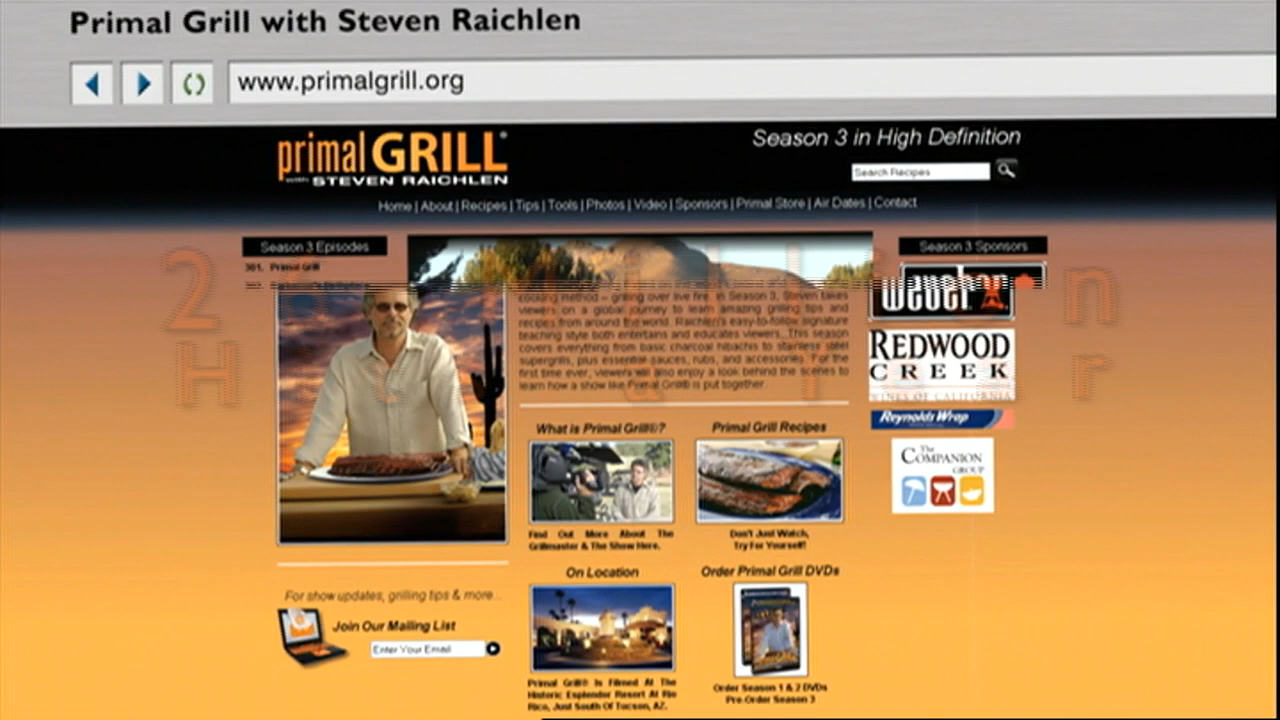 Primal Grill with Steven Raichlen
www.primalgrill.org
primal GRILL®
WITH STEVEN RAICHLEN
Season 3 in High Definition
Search Recipes
Home | About | Recipes | Tips | Tools | Photos | Video | Sponsors | Primal Store | Air Dates | Contact
Season 3 Episodes
Season 3 Sponsors
301. Primal Grill
cooking method – grilling over live fire. In Season 3, Steven takes
viewers on a global journey to learn amazing grilling tips and
recipes from around the world. Raichlen's easy-to-follow signature
teaching style both entertains and educates viewers. This season
covers everything from basic charcoal hibachis to stainless steel
supergrills, plus essential sauces, rubs, and accessories. For the
first time ever, viewers will also enjoy a look behind the scenes to
learn how a show like Primal Grill® is put together.
weber
REDWOOD
CREEK
WINES OF CALIFORNIA
Reynolds Wrap
The
COMPANION
GROUP
What is Primal Grill®?
Primal Grill Recipes
Find Out More About The
Grillmaster & The Show Here.
Don't Just Watch,
Try For Yourself!
On Location
Order Primal Grill DVDs
For show updates, grilling tips & more...
Join Our Mailing List
Enter Your Email
Primal Grill® Is Filmed At The
Historic Esplendor Resort At Rio
Rico, Just South Of Tucson, AZ.
Order Season 1 & 2 DVDs
Pre-Order Season 3